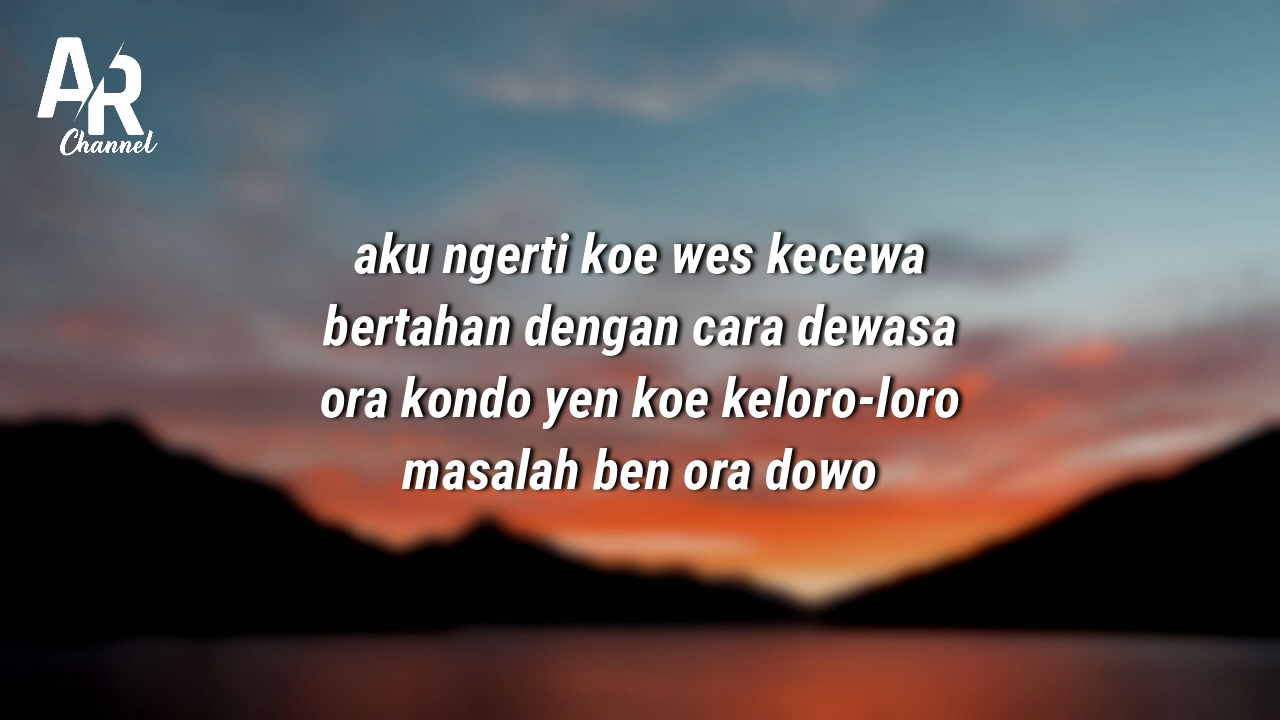 AR
Channel
aku ngerti koe wes kecewa
bertahan dengan cara dewasa
ora kondo yen koe keloro-loro
masalah ben ora dowo